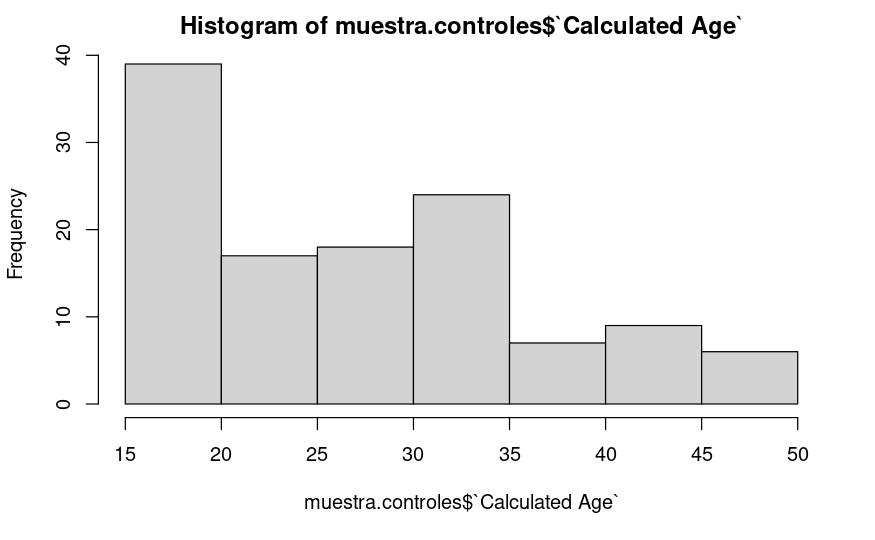 Histogram of muestra.controles$`Calculated Age`
Frequency
40
30
20
10
0
15 20 25 30 35 40 45 50
muestra.controles$`Calculated Age`